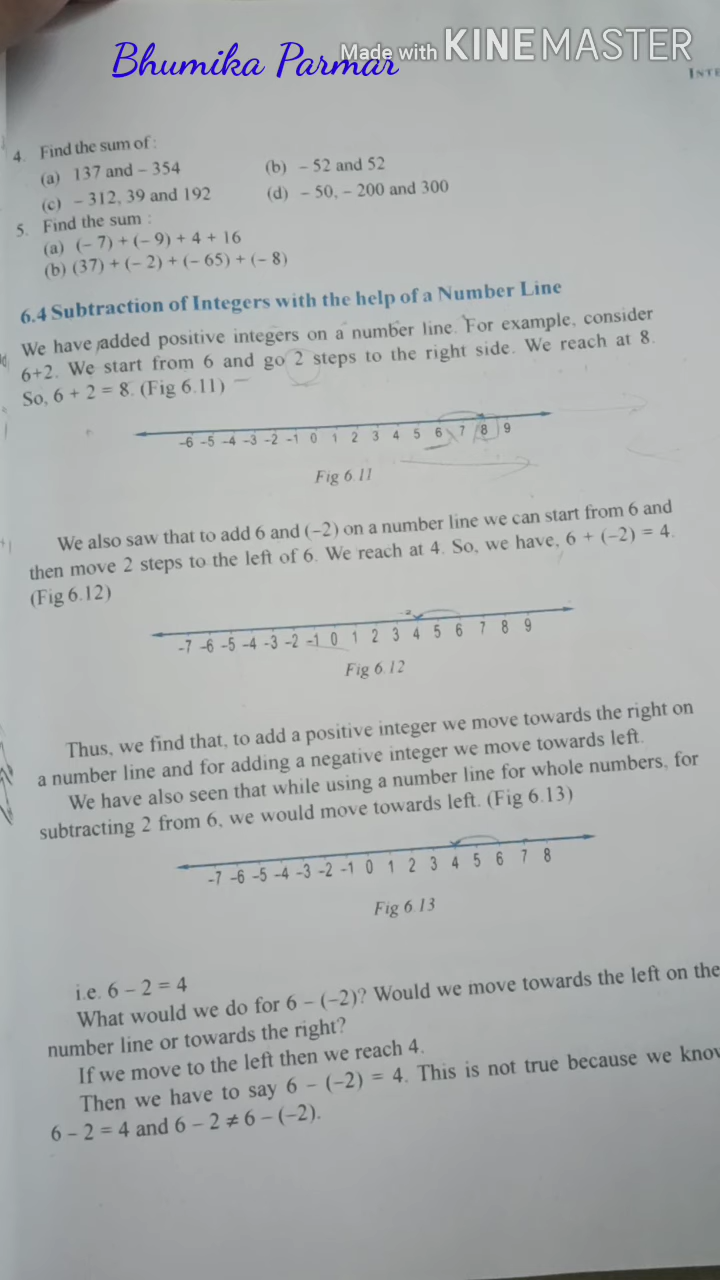 Bhumika Parmar
Made with KINEMASTER
4. Find the sum of :
(a) 137 and – 354 (b) – 52 and 52
(c) – 312, 39 and 192 (d) – 50, – 200 and 300
5. Find the sum :
(a) (– 7) + (– 9) + 4 + 16
(b) (37) + (– 2) + (– 65) + (– 8)
6.4 Subtraction of Integers with the help of a Number Line
We have added positive integers on a number line. For example, consider
6+2. We start from 6 and go 2 steps to the right side. We reach at 8.
So, 6 + 2 = 8. (Fig 6.11)
–6 –5 –4 –3 –2 –1 0 1 2 3 4 5 6 7 8 9
Fig 6.11
We also saw that to add 6 and (–2) on a number line we can start from 6 and
then move 2 steps to the left of 6. We reach at 4. So, we have, 6 + (–2) = 4.
(Fig 6.12)
–7 –6 –5 –4 –3 –2 –1 0 1 2 3 4 5 6 7 8 9
Fig 6.12
Thus, we find that, to add a positive integer we move towards the right on
a number line and for adding a negative integer we move towards left.
We have also seen that while using a number line for whole numbers, for
subtracting 2 from 6, we would move towards left. (Fig 6.13)
–7 –6 –5 –4 –3 –2 –1 0 1 2 3 4 5 6 7 8
Fig 6.13
i.e. 6 – 2 = 4
What would we do for 6 – (–2)? Would we move towards the left on the
number line or towards the right?
If we move to the left then we reach 4.
Then we have to say 6 – (–2) = 4. This is not true because we know
6 – 2 = 4 and 6 – 2 ≠ 6 – (–2).